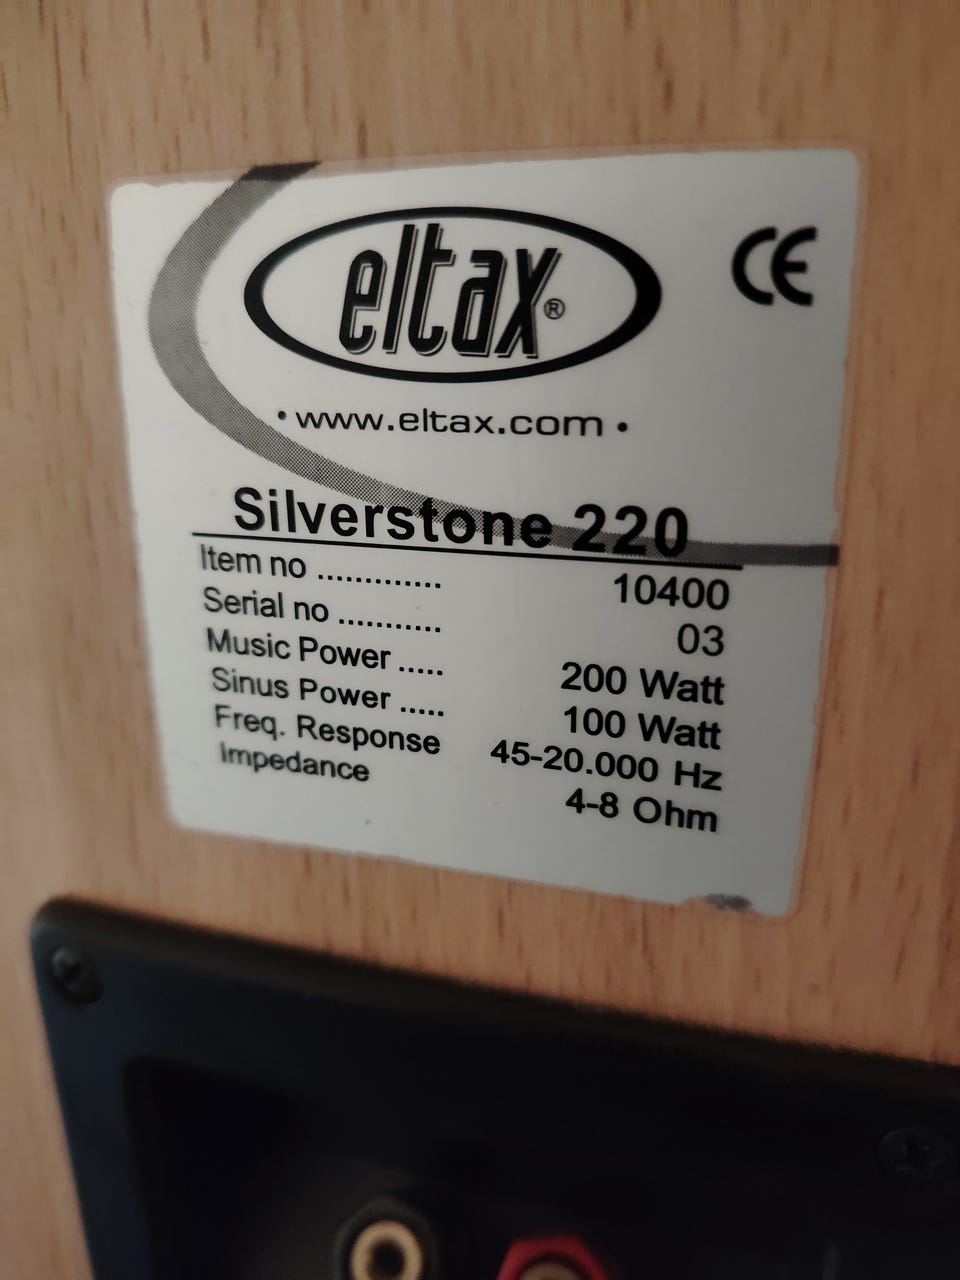 eltax®
CE
• www.eltax.com •
Silverstone 220
Item no ............. 10400
Serial no ........... 03
Music Power ..... 200 Watt
Sinus Power ..... 100 Watt
Freq. Response 45-20.000 Hz
Impedance 4-8 Ohm